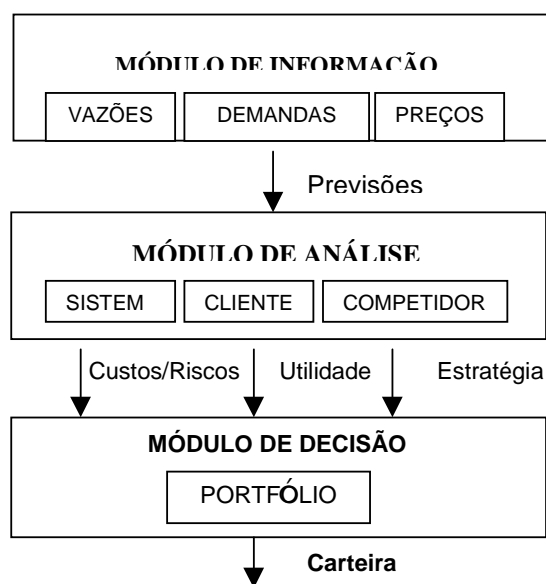 MÓDULO DE INFORMAÇÃO
VAZÕES DEMANDAS PREÇOS
Previsões
MÓDULO DE ANÁLISE
SISTEM CLIENTE COMPETIDOR
Custos/Riscos Utilidade Estratégia
MÓDULO DE DECISÃO
PORTFÓLIO
Carteira